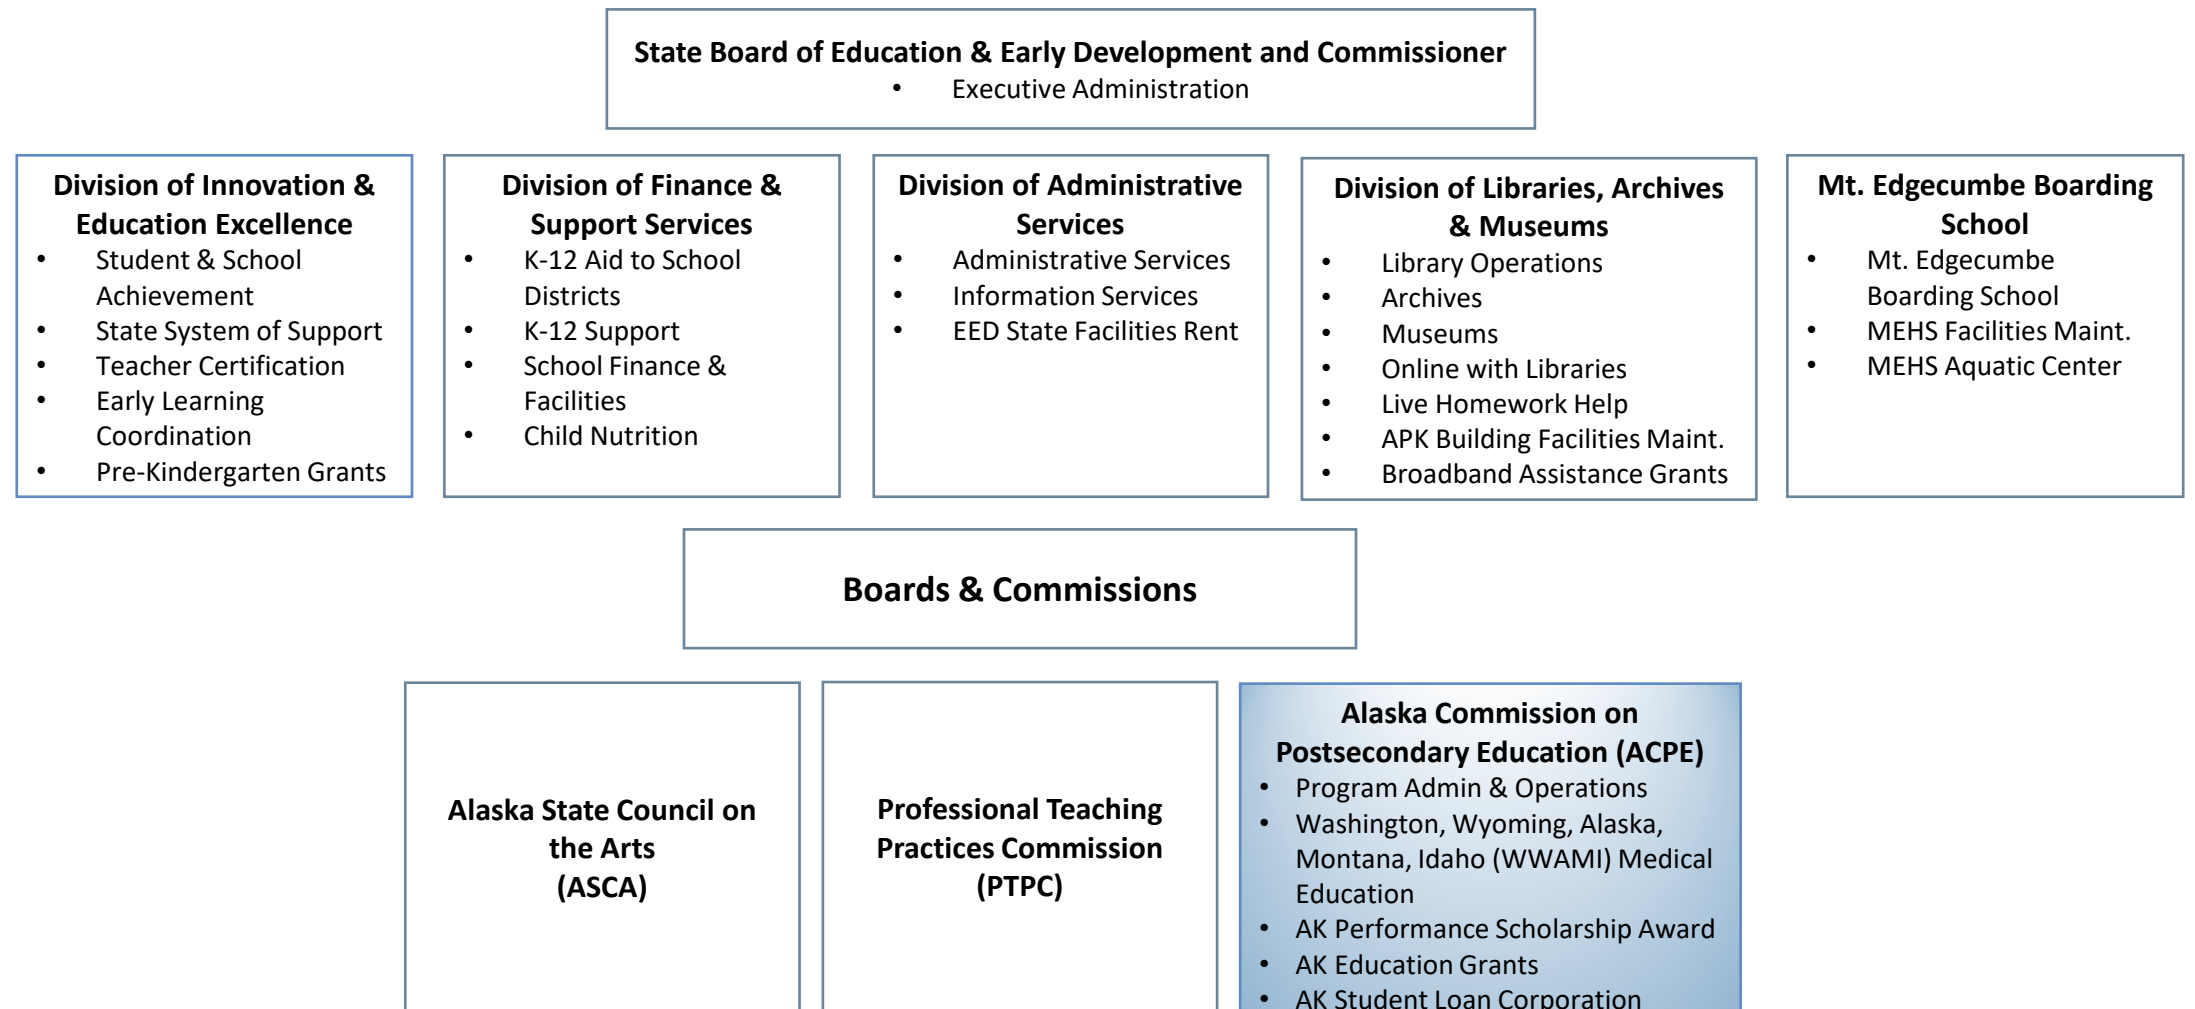 State Board of Education & Early Development and Commissioner
• Executive Administration
Division of Innovation &
Education Excellence
• Student & School
Achievement
• State System of Support
• Teacher Certification
• Early Learning
Coordination
• Pre-Kindergarten Grants
Division of Finance &
Support Services
• K-12 Aid to School
Districts
• K-12 Support
• School Finance &
Facilities
• Child Nutrition
Division of Administrative
Services
• Administrative Services
• Information Services
• EED State Facilities Rent
Division of Libraries, Archives
& Museums
• Library Operations
• Archives
• Museums
• Online with Libraries
• Live Homework Help
• APK Building Facilities Maint.
• Broadband Assistance Grants
Mt. Edgecumbe Boarding
School
• Mt. Edgecumbe
Boarding School
• MEHS Facilities Maint.
• MEHS Aquatic Center
Boards & Commissions
Alaska State Council on
the Arts
(ASCA)
Professional Teaching
Practices Commission
(PTPC)
Alaska Commission on
Postsecondary Education (ACPE)
• Program Admin & Operations
• Washington, Wyoming, Alaska,
Montana, Idaho (WWAMI) Medical
Education
• AK Performance Scholarship Award
• AK Education Grants
• AK Student Loan Corporation